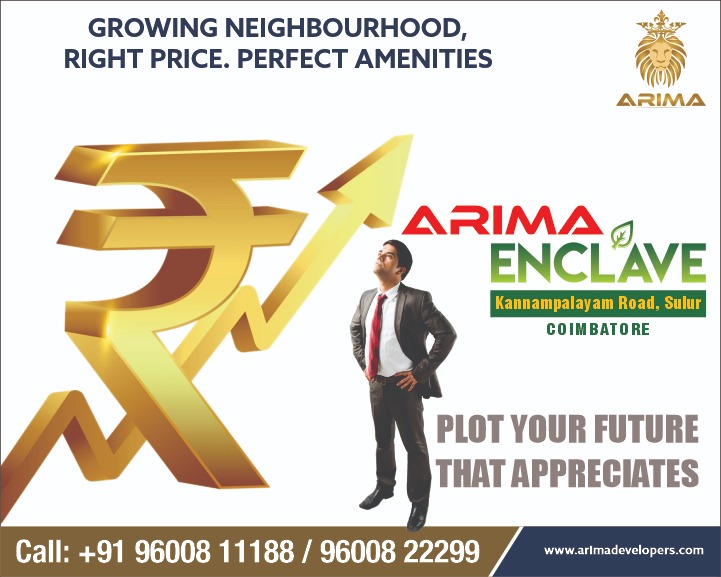 GROWING NEIGHBOURHOOD,
RIGHT PRICE. PERFECT AMENITIES
ARIMA
ARIMA
ENCLAVE
Kannampalayam Road, Sulur
COIMBATORE
PLOT YOUR FUTURE
THAT APPRECIATES
Call: +91 96008 11188 / 96008 22299
www.arimadevelopers.com